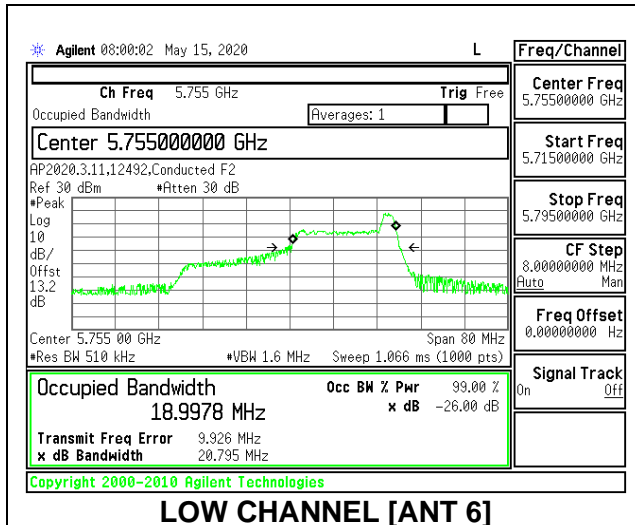 Agilent 08:00:02 May 15, 2020 L
Freq/Channel
Ch Freq 5.755 GHz Trig Free
Occupied Bandwidth Averages: 1
Center 5.755000000 GHz
AP2020.3.11,12492,Conducted F2
Ref 30 dBm #Atten 30 dB
#Peak
Log
10
dB/
Offst
13.2
dB
Center 5.755 00 GHz Span 80 MHz
#Res BW 510 kHz #VBW 1.6 MHz Sweep 1.066 ms (1000 pts)
Occupied Bandwidth Occ BW % Pwr 99.00 %
18.9978 MHz x dB -26.00 dB
Transmit Freq Error 9.926 MHz
x dB Bandwidth 20.795 MHz
Copyright 2000-2010 Agilent Technologies
Center Freq
5.75500000 GHz
Start Freq
5.71500000 GHz
Stop Freq
5.79500000 GHz
CF Step
8.00000000 MHz
Auto Man
Freq Offset
0.00000000 Hz
Signal Track
On Off
LOW CHANNEL [ANT 6]